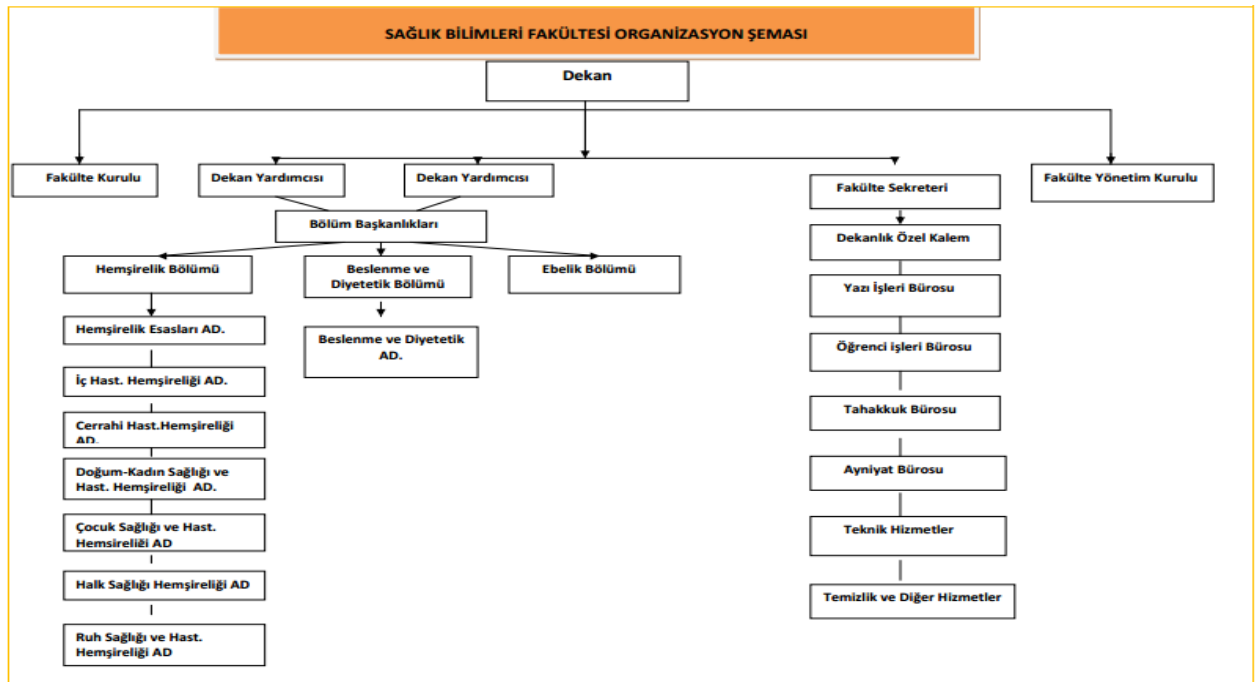 SAĞLIK BİLİMLERİ FAKÜLTESİ ORGANİZASYON ŞEMASI
Dekan
Fakülte Kurulu
Dekan Yardımcısı
Dekan Yardımcısı
Fakülte Sekreteri
Fakülte Yönetim Kurulu
Bölüm Başkanlıkları
Hemşirelik Bölümü
Beslenme ve
Diyetetik Bölümü
Ebelik Bölümü
Hemşirelik Esasları AD.
İç Hast. Hemşireliği AD.
Cerrahi Hast.Hemşireliği
AD.
Doğum-Kadın Sağlığı ve
Hast. Hemşireliği AD.
Çocuk Sağlığı ve Hast.
Hemşireliği AD
Halk Sağlığı Hemşireliği AD
Ruh Sağlığı ve Hast.
Hemşireliği AD
Beslenme ve Diyetetik
AD.
Dekanlık Özel Kalem
Yazı İşleri Bürosu
Öğrenci işleri Bürosu
Tahakkuk Bürosu
Ayniyat Bürosu
Teknik Hizmetler
Temizlik ve Diğer Hizmetler